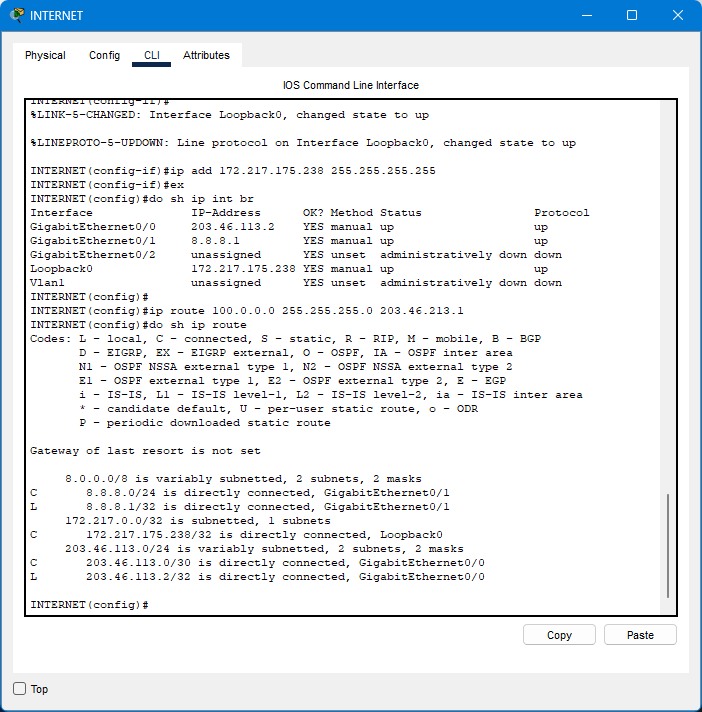 INTERNET
Physical Config CLI Attributes
IOS Command Line Interface
INTERNET(config-if)#
%LINK-5-CHANGED: Interface Loopback0, changed state to up
%LINEPROTO-5-UPDOWN: Line protocol on Interface Loopback0, changed state to up
INTERNET(config-if)#ip add 172.217.175.238 255.255.255.255
INTERNET(config-if)#ex
INTERNET(config)#do sh ip int br
Interface IP-Address OK? Method Status Protocol
GigabitEthernet0/0 203.46.113.2 YES manual up up
GigabitEthernet0/1 8.8.8.1 YES manual up up
GigabitEthernet0/2 unassigned YES unset administratively down down
Loopback0 172.217.175.238 YES manual up up
Vlan1 unassigned YES unset administratively down down
INTERNET(config)#
INTERNET(config)#ip route 100.0.0.0 255.255.255.0 203.46.213.1
INTERNET(config)#do sh ip route
Codes: L - local, C - connected, S - static, R - RIP, M - mobile, B - BGP
D - EIGRP, EX - EIGRP external, O - OSPF, IA - OSPF inter area
N1 - OSPF NSSA external type 1, N2 - OSPF NSSA external type 2
E1 - OSPF external type 1, E2 - OSPF external type 2, E - EGP
i - IS-IS, L1 - IS-IS level-1, L2 - IS-IS level-2, ia - IS-IS inter area
* - candidate default, U - per-user static route, o - ODR
P - periodic downloaded static route
Gateway of last resort is not set
8.0.0.0/8 is variably subnetted, 2 subnets, 2 masks
C 8.8.8.0/24 is directly connected, GigabitEthernet0/1
L 8.8.8.1/32 is directly connected, GigabitEthernet0/1
172.217.0.0/32 is subnetted, 1 subnets
C 172.217.175.238/32 is directly connected, Loopback0
203.46.113.0/24 is variably subnetted, 2 subnets, 2 masks
C 203.46.113.0/30 is directly connected, GigabitEthernet0/0
L 203.46.113.2/32 is directly connected, GigabitEthernet0/0
INTERNET(config)#
Copy Paste
Top